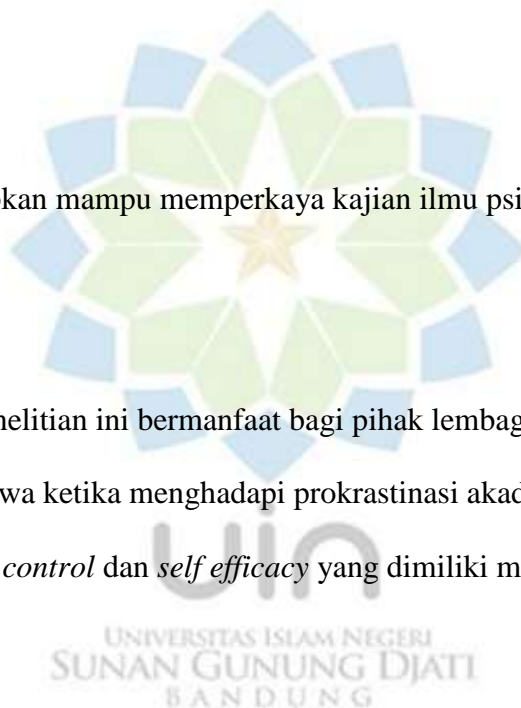 kan mampu memperkaya kajian ilmu psi
nelitian ini bermanfaat bagi pihak lembag
wa ketika menghadapi prokrastinasi akad
control dan self efficacy yang dimiliki m
uin
UNIVERSITAS ISLAM NEGERI
SUNAN GUNUNG DJATI
BANDUNG